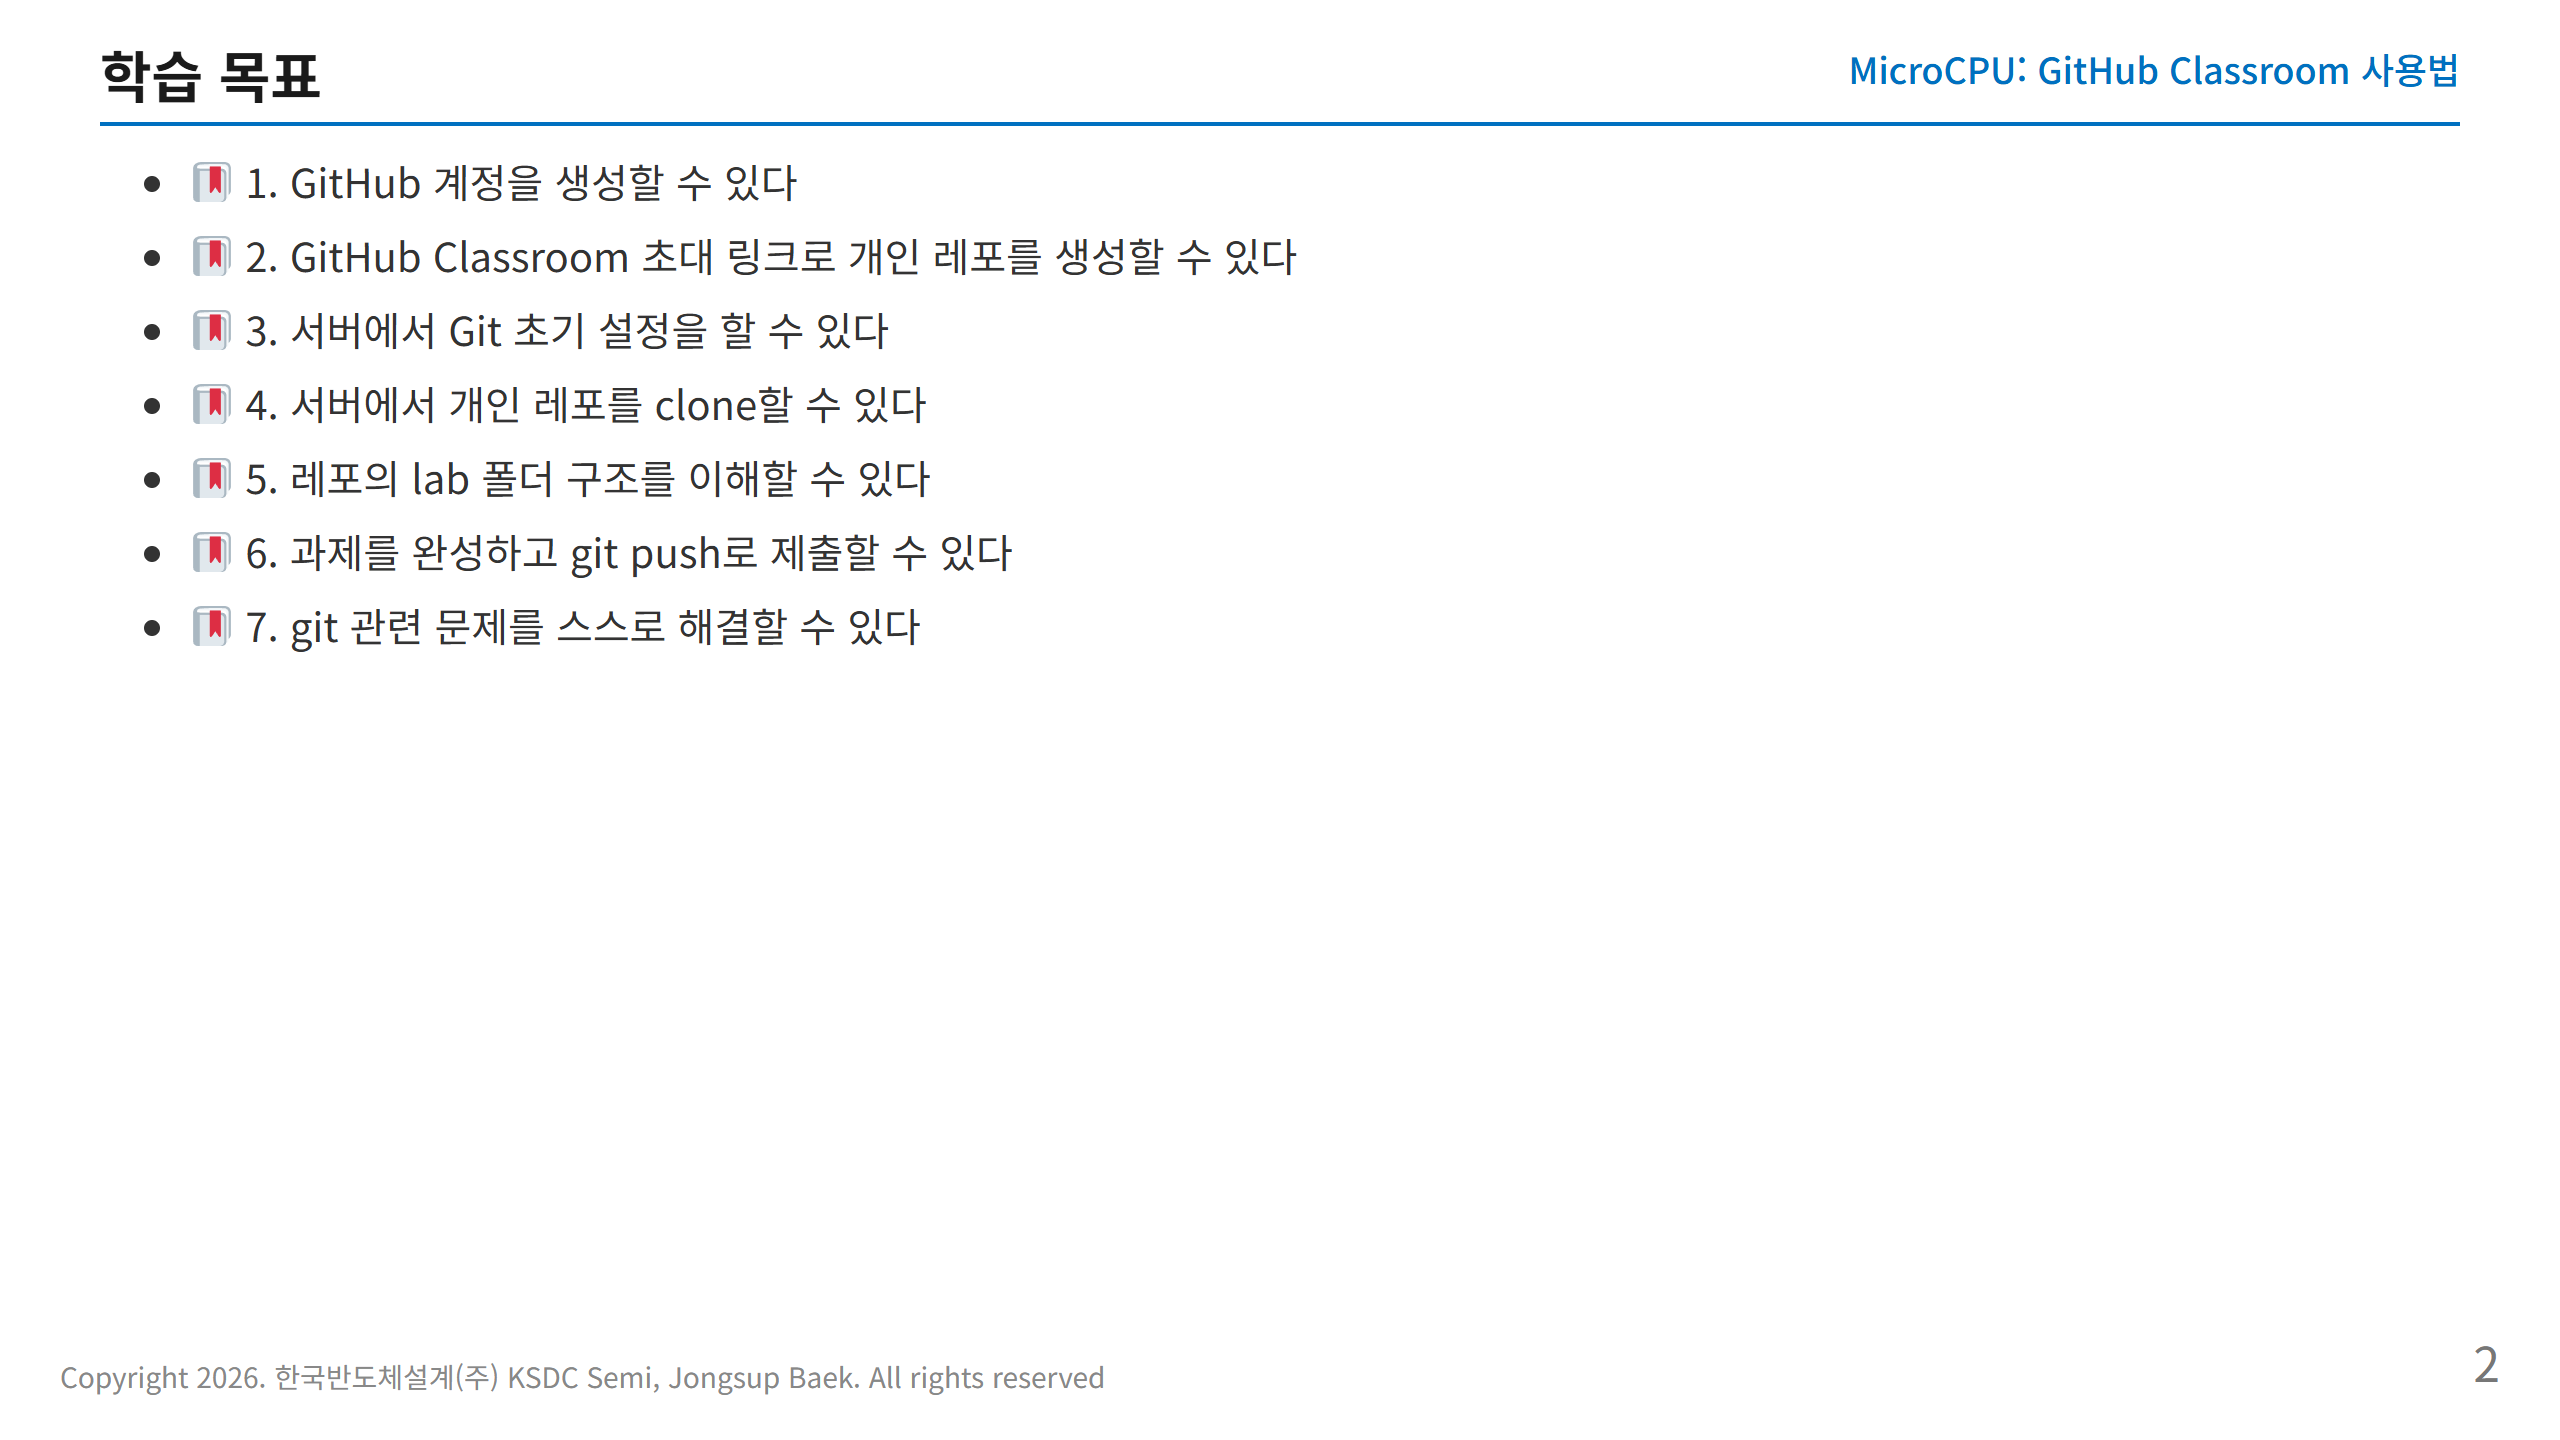 학습 목표
MicroCPU: GitHub Classroom 사용법
• 1. GitHub 계정을 생성할 수 있다
• 2. GitHub Classroom 초대 링크로 개인 레포를 생성할 수 있다
• 3. 서버에서 Git 초기 설정을 할 수 있다
• 4. 서버에서 개인 레포를 clone할 수 있다
• 5. 레포의 lab 폴더 구조를 이해할 수 있다
• 6. 과제를 완성하고 git push로 제출할 수 있다
• 7. git 관련 문제를 스스로 해결할 수 있다
Copyright 2026. 한국반도체설계(주) KSDC Semi, Jongsup Baek. All rights reserved
2